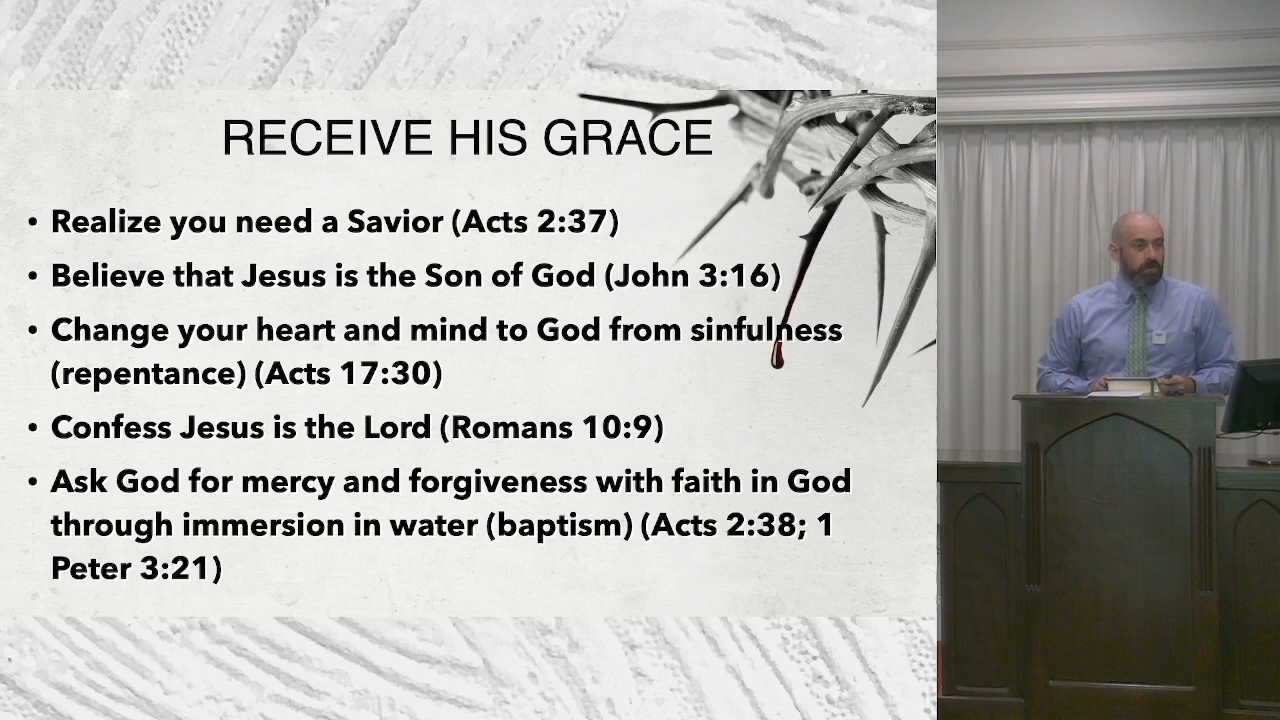 RECEIVE HIS GRACE
• Realize you need a Savior (Acts 2:37)
• Believe that Jesus is the Son of God (John 3:16)
• Change your heart and mind to God from sinfulness
(repentance) (Acts 17:30)
• Confess Jesus is the Lord (Romans 10:9)
• Ask God for mercy and forgiveness with faith in God
through immersion in water (baptism) (Acts 2:38; 1
Peter 3:21)